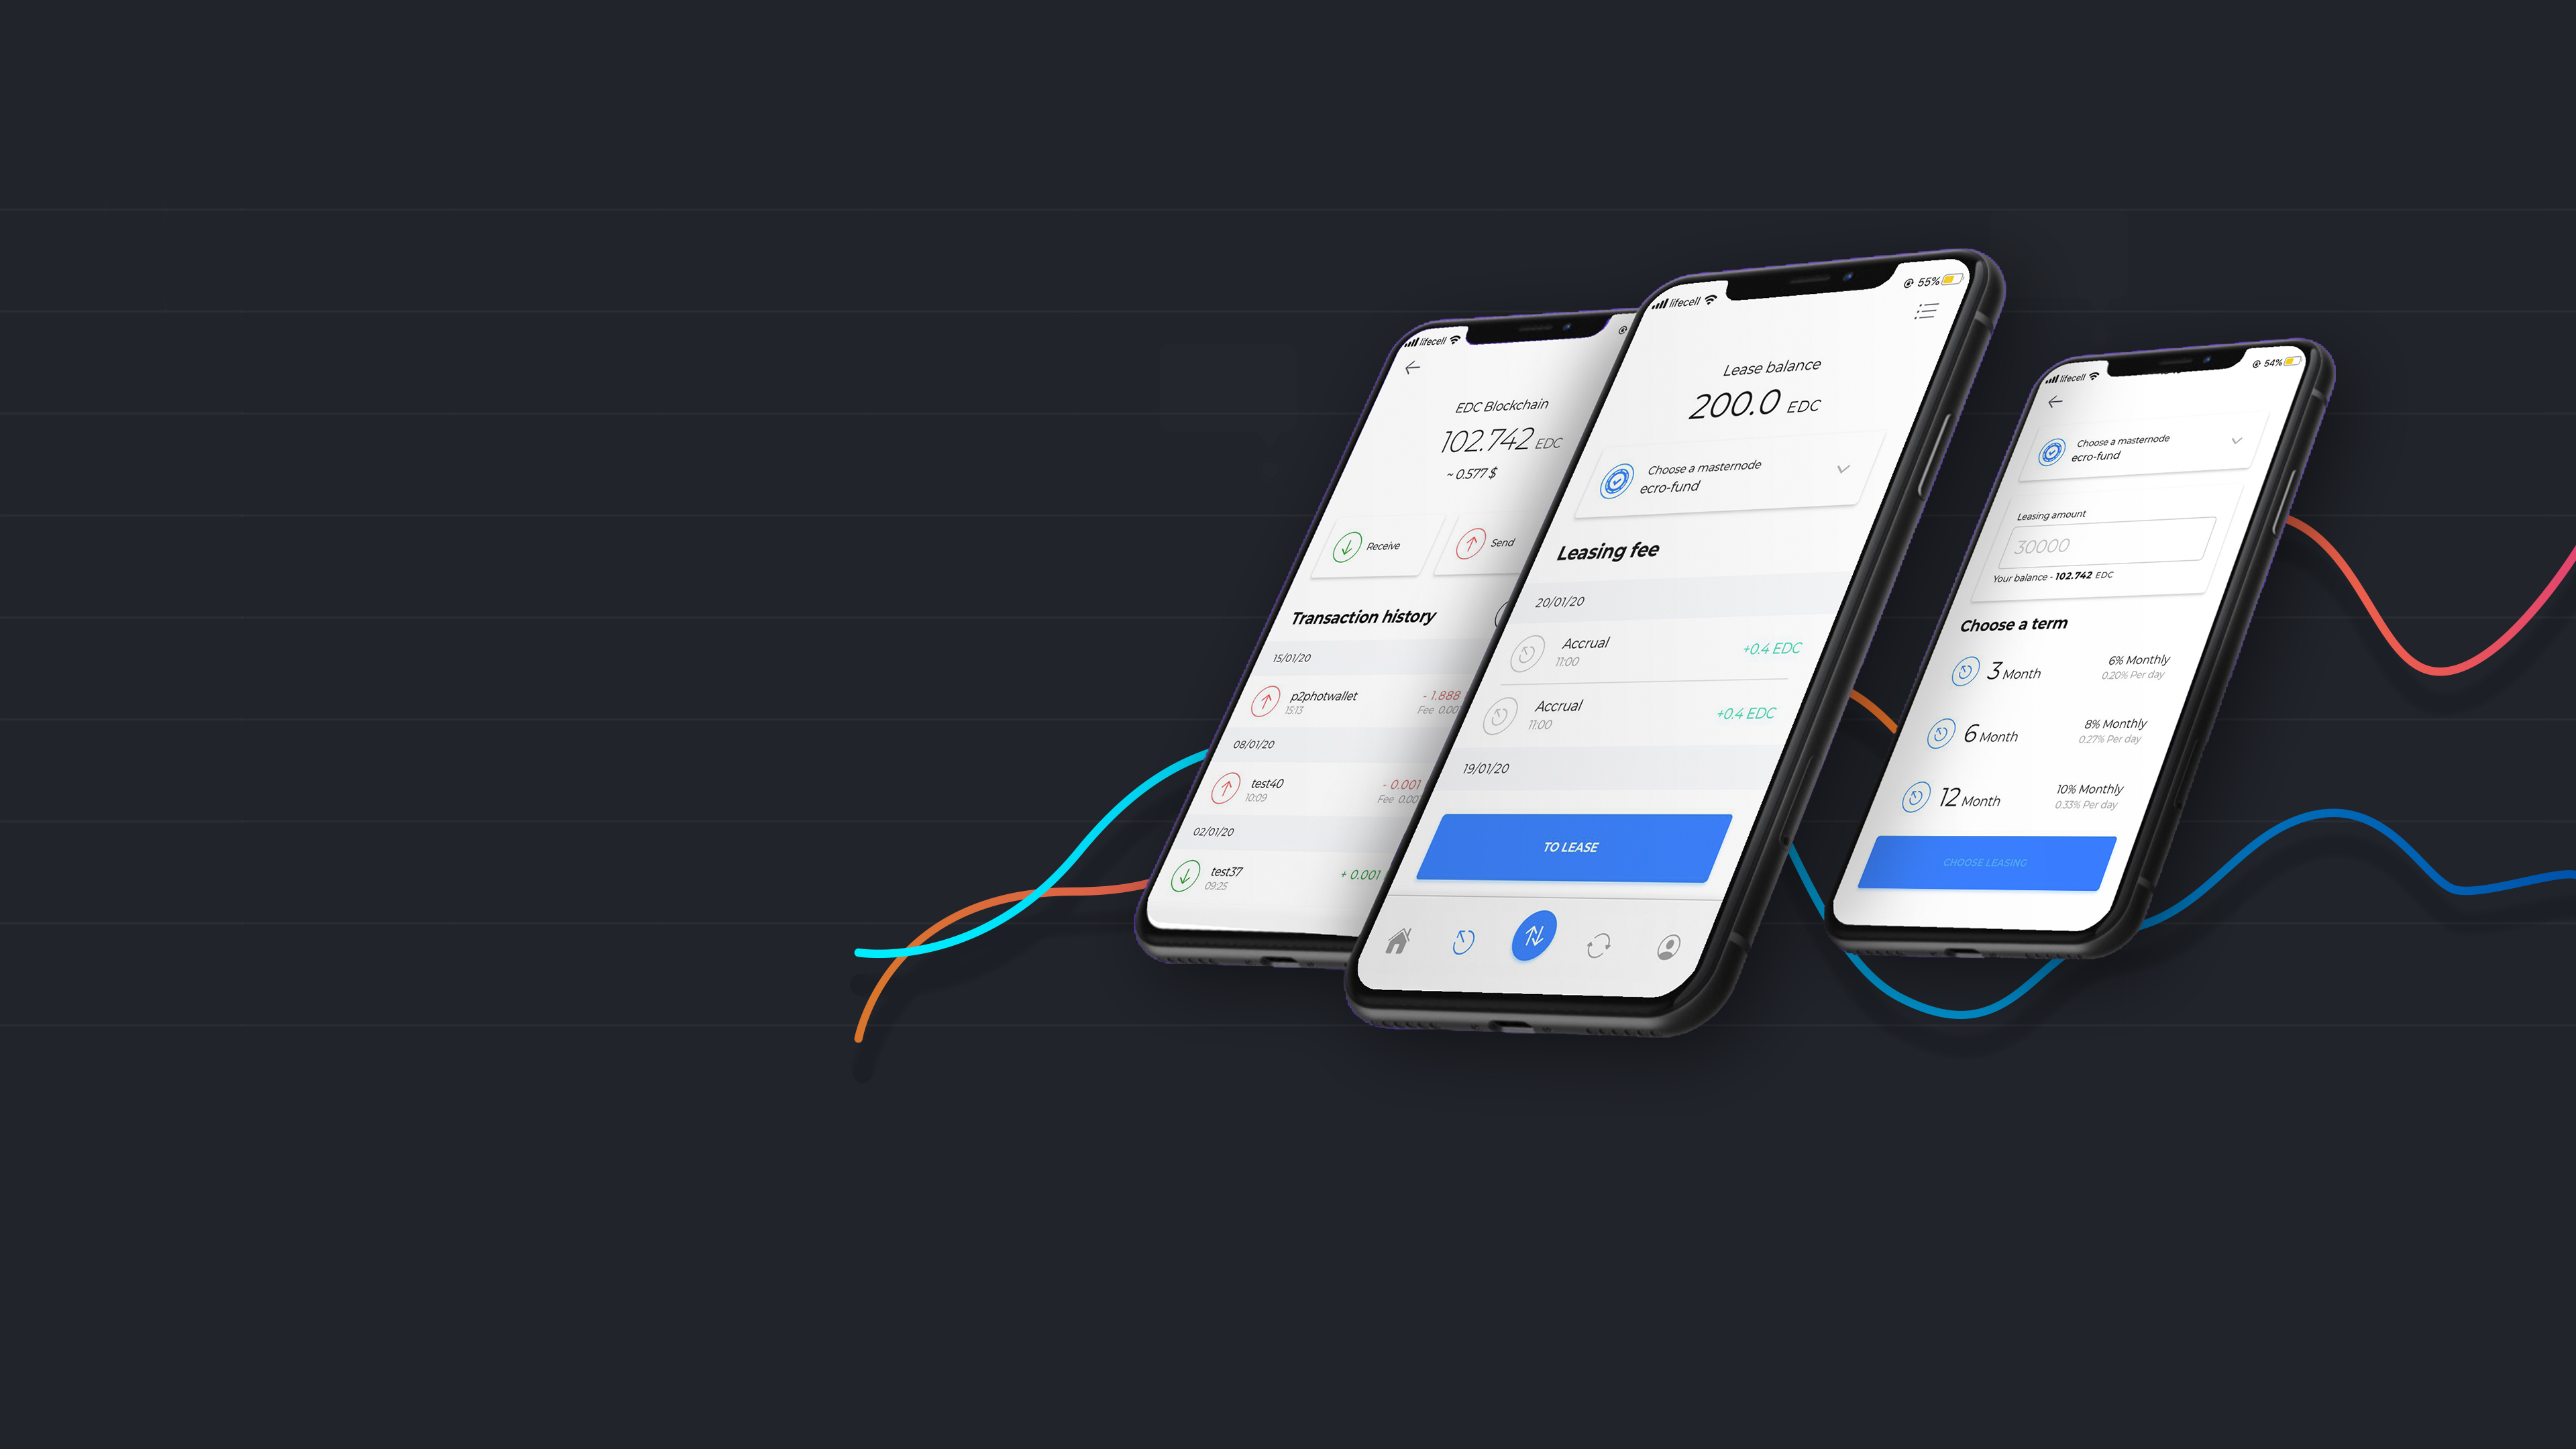 lifecell
EDC Blockchain
102.742 EDC
~ 0.577 $
Receive
Send
Transaction history
15/01/20
p2photwallet
- 1.888
15:13
Fee 0.001
08/01/20
test40
- 0.001
10:09
Fee 0.001
02/01/20
test37
+ 0.001
09:25
lifecell
55%
Lease balance
200.0 EDC
Choose a masternode
ecro-fund
Leasing fee
20/01/20
Accrual
+0.4 EDC
11:00
Accrual
+0.4 EDC
11:00
19/01/20
TO LEASE
lifecell
54%
Choose a masternode
ecro-fund
Leasing amount
30000
Your balance - 102.742 EDC
Choose a term
3 Month
6% Monthly
0.20% Per day
6 Month
8% Monthly
0.27% Per day
12 Month
10% Monthly
0.33% Per day
CHOOSE LEASING